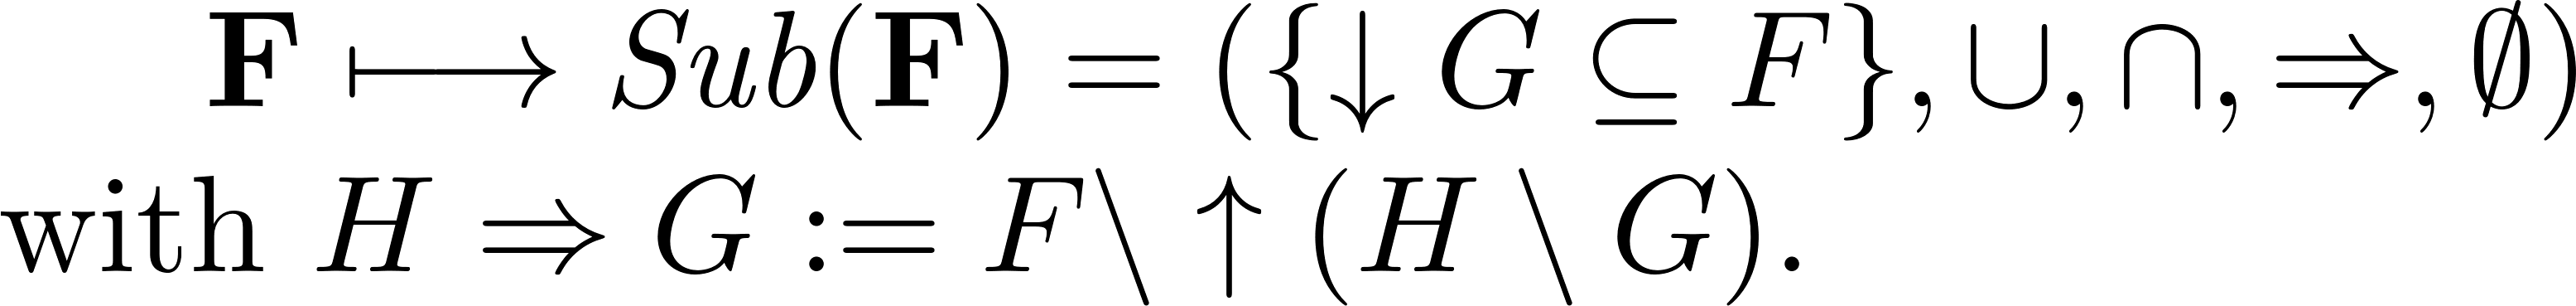 𝐅 ⟼ Sub(𝐅) = ({↓ G ⊆ F}, ∪, ∩, ⇒, ∅)
with H ⇒ G := F\ ↑ (H \ G).